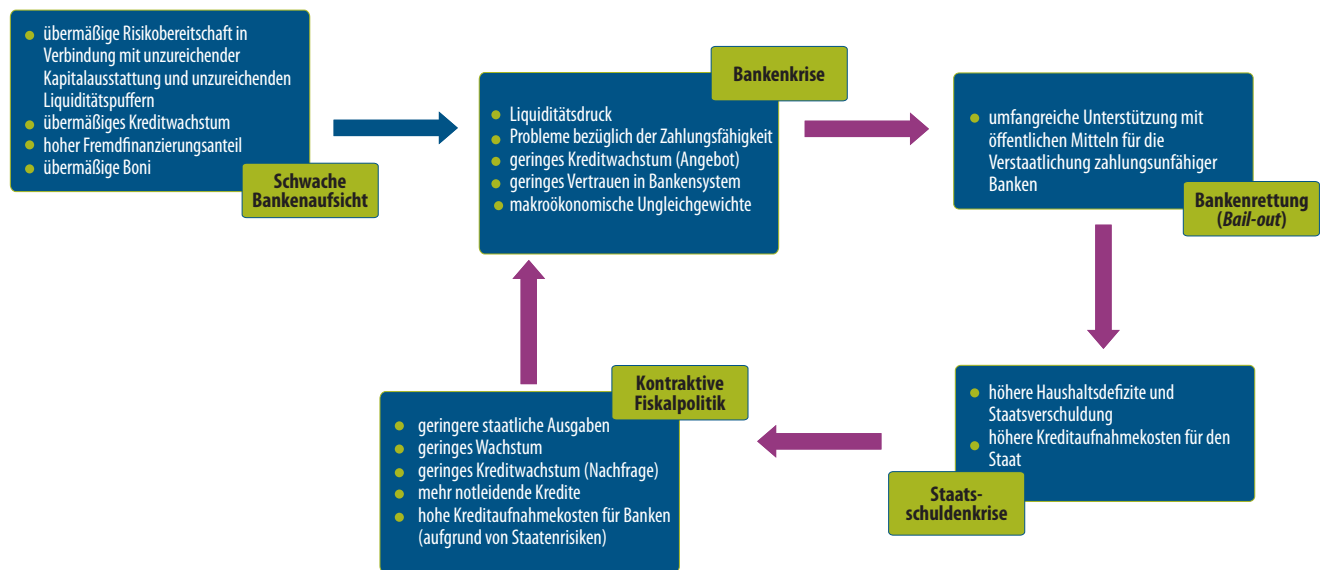 übermäßige Risikobereitschaft in
Verbindung mit unzureichender
Kapitalausstattung und unzureichenden
Liquiditätspuffern
übermäßiges Kreditwachstum
hoher Fremdfinanzierungsanteil
übermäßige Boni
Schwache
Bankenaufsicht
Bankenkrise
Liquiditätsdruck
Probleme bezüglich der Zahlungsfähigkeit
geringes Kreditwachstum (Angebot)
geringes Vertrauen in Bankensystem
makroökonomische Ungleichgewichte
umfangreiche Unterstützung mit
öffentlichen Mitteln für die
Verstaatlichung zahlungsunfähiger
Banken
Bankenrettung
(Bail-out)
höhere Haushaltsdefizite und
Staatsverschuldung
höhere Kreditaufnahmekosten für den
Staat
Staats-
schuldenkrise
Kontraktive
Fiskalpolitik
geringere staatliche Ausgaben
geringes Wachstum
geringes Kreditwachstum (Nachfrage)
mehr notleidende Kredite
hohe Kreditaufnahmekosten für Banken
(aufgrund von Staatenrisiken)